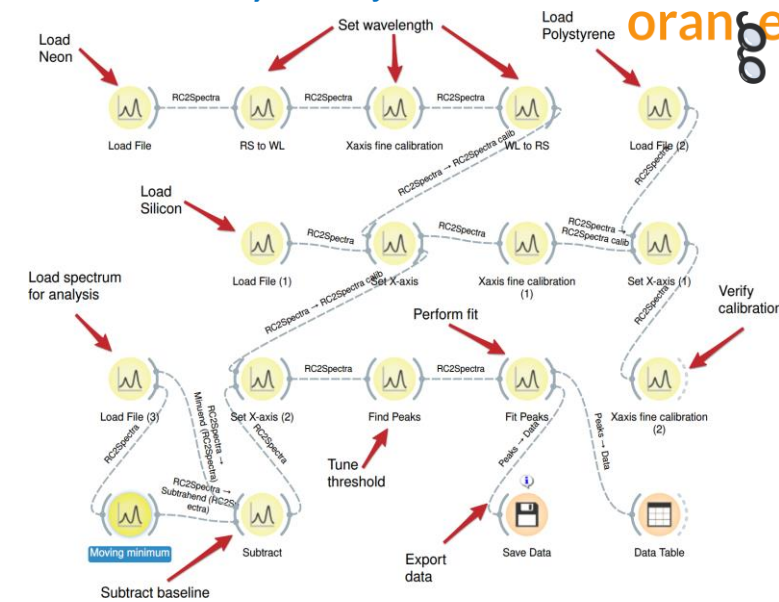 Set wavelength
Load
Polystyrene
orange
Load
Neon
RC2Spectra
RC2Spectra
RC2Spectra
Load File
RS to WL
Xaxis fine calibration
WL to RS
Load File (2)
RC2Spectra → RC2Spectra calib
RC2Spectra
Load
Silicon
RC2Spectra
RC2Spectra
RC2Spectra →
RC2Spectra calib
Load File (1)
Set X-axis
Xaxis fine calibration
(1)
Set X-axis (1)
Load spectrum
for analysis
RC2Spectra → RC2Spectra calib
Perform fit
RC2Spectra
Verify
calibration
RC2Spectra
RC2Spectra
Load File (3)
Set X-axis (2)
Find Peaks
Fit Peaks
Xaxis fine calibration
(2)
RC2Spectra
RC2Spectra →
Minuend (RC2Spectra)
RC2Spectra
Peaks → Data
Peaks → Data
Tune
threshold
RC2Spectra →
Subtrahend (RC2Sp
ectra)
Moving minimum
Subtract
Save Data
Data Table
Export
data
Subtract baseline